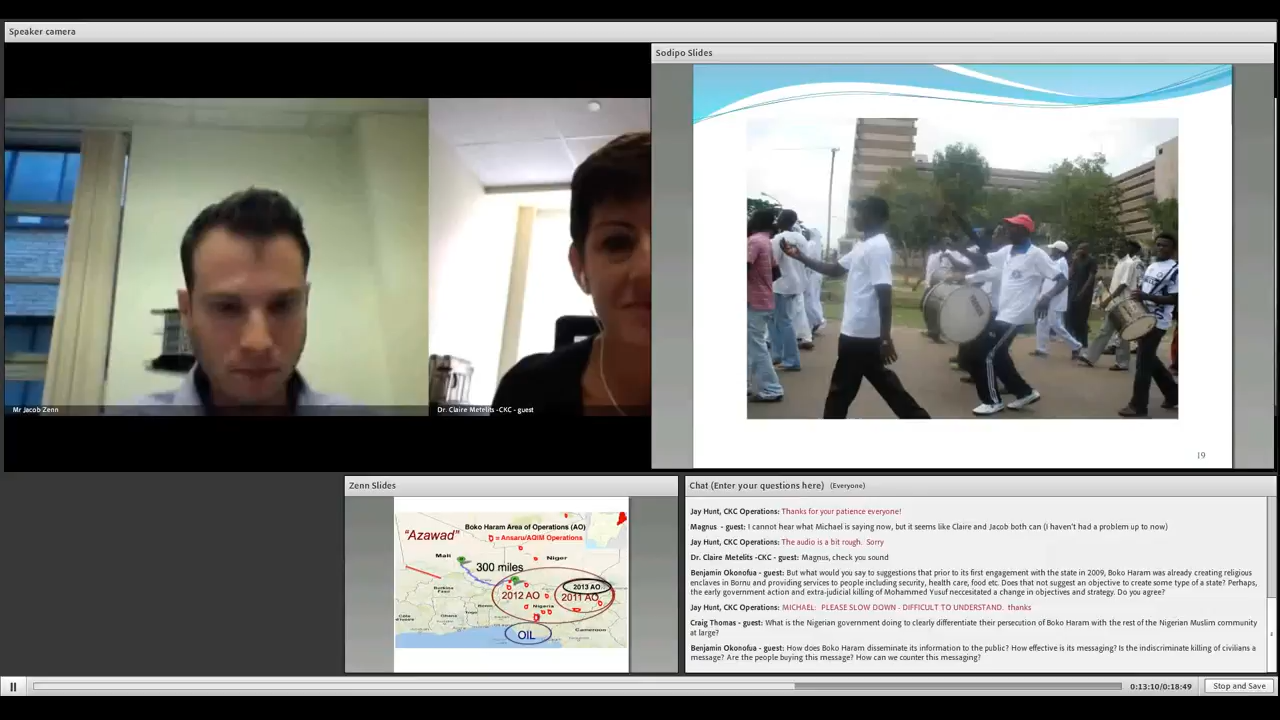 Speaker camera
Sodipo Slides
Mr Jacob Zenn
Dr. Claire Metelits -CKC - guest
19
Zenn Slides
"Azawad"
Boko Haram Area of Operations (AO)
= Ansaru/AQIM Operations
Mali
Niger
300 miles
2013 AO
2012 AO
2011 AO
Nigeria
OIL
Cameroon
Chat (Enter your questions here) (Everyone)
Jay Hunt, CKC Operations: Thanks for your patience everyone!
Magnus - guest: I cannot hear what Michael is saying now, but it seems like Claire and Jacob both can (I haven't had a problem up to now)
Jay Hunt, CKC Operations: The audio is a bit rough. Sorry
Dr. Claire Metelits -CKC - guest: Magnus, check you sound
Benjamin Okonofua - guest: But what would you say to suggestions that prior to its first engagement with the state in 2009, Boko Haram was already creating religious
enclaves in Bornu and providing services to people including security, health care, food etc. Does that not suggest an objective to create some type of a state? Perhaps,
the early government action and extra-judicial killing of Mohammed Yusuf neccesitated a change in objectives and strategy. Do you agree?
Jay Hunt, CKC Operations: MICHAEL: PLEASE SLOW DOWN - DIFFICULT TO UNDERSTAND. thanks
Craig Thomas - guest: What is the Nigerian government doing to clearly differentiate their persecution of Boko Haram with the rest of the Nigerian Muslim community
at large?
Benjamin Okonofua - guest: How does Boko Haram disseminate its information to the public? How effective is its messaging? Is the indiscriminate killing of civilians a
message? Are the people buying this message? How can we counter this messaging?
0:13:10/0:18:49
Stop and Save